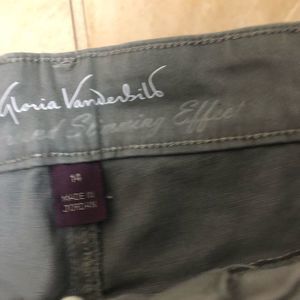 Gloria Vanderbilt
Slimming Effect
14
MADE IN
JORDAN